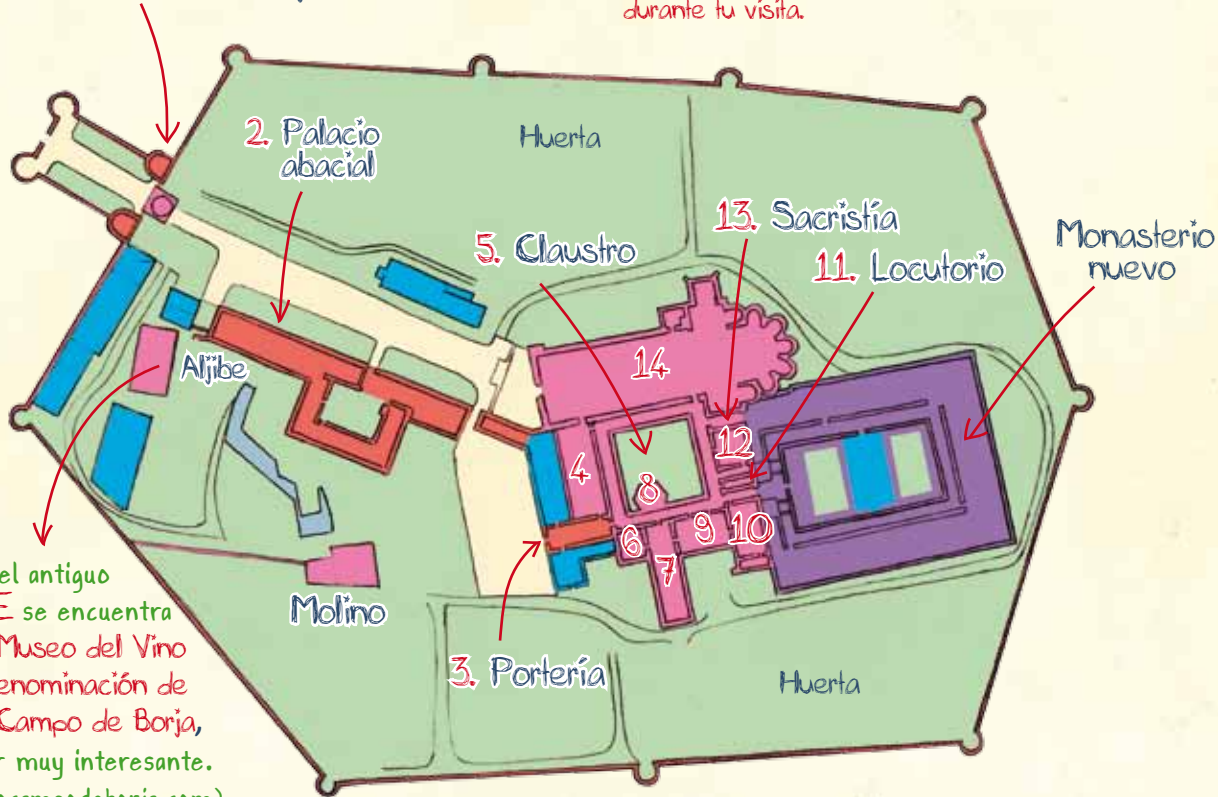 durante tu visita.
2. Palacio
abacial
Huerta
13. Sacristía
5. Claustro
11. Locutorio
Monasterio
nuevo
Aljibe
14
12
4
8
9
10
6
7
el antiguo
E se encuentra
Museo del Vino
enominación de
Campo de Borja,
r muy interesante.
Molino
3. Portería
Huerta